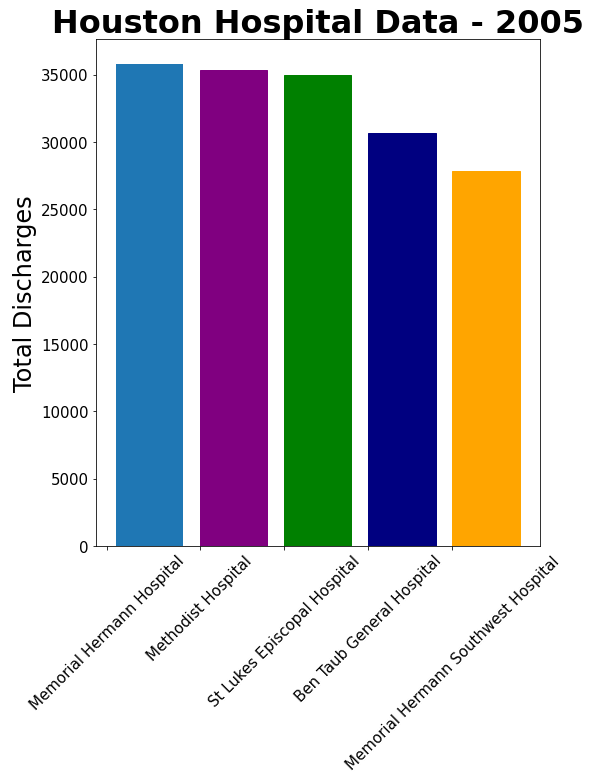 Houston Hospital Data - 2005
Total Discharges
35000
30000
25000
20000
15000
10000
5000
0
Memorial Hermann Hospital
Methodist Hospital
St Lukes Episcopal Hospital
Ben Taub General Hospital
Memorial Hermann Southwest Hospital